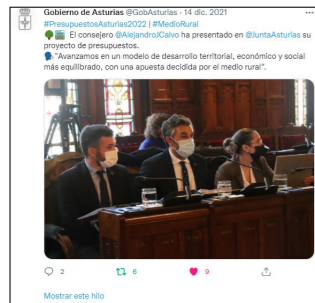 Gobierno de Asturias @GobAsturias · 14 dic. 2021
#PresupuestosAsturias2022 | #MedioRural
El consejero @AlejandroJCalvo ha presentado en @JuntaAsturias su
proyecto de presupuestos.
"Avanzamos en un modelo de desarrollo territorial, económico y social
más equilibrado, con una apuesta decidida por el medio rural".
2 6 9
Mostrar este hilo